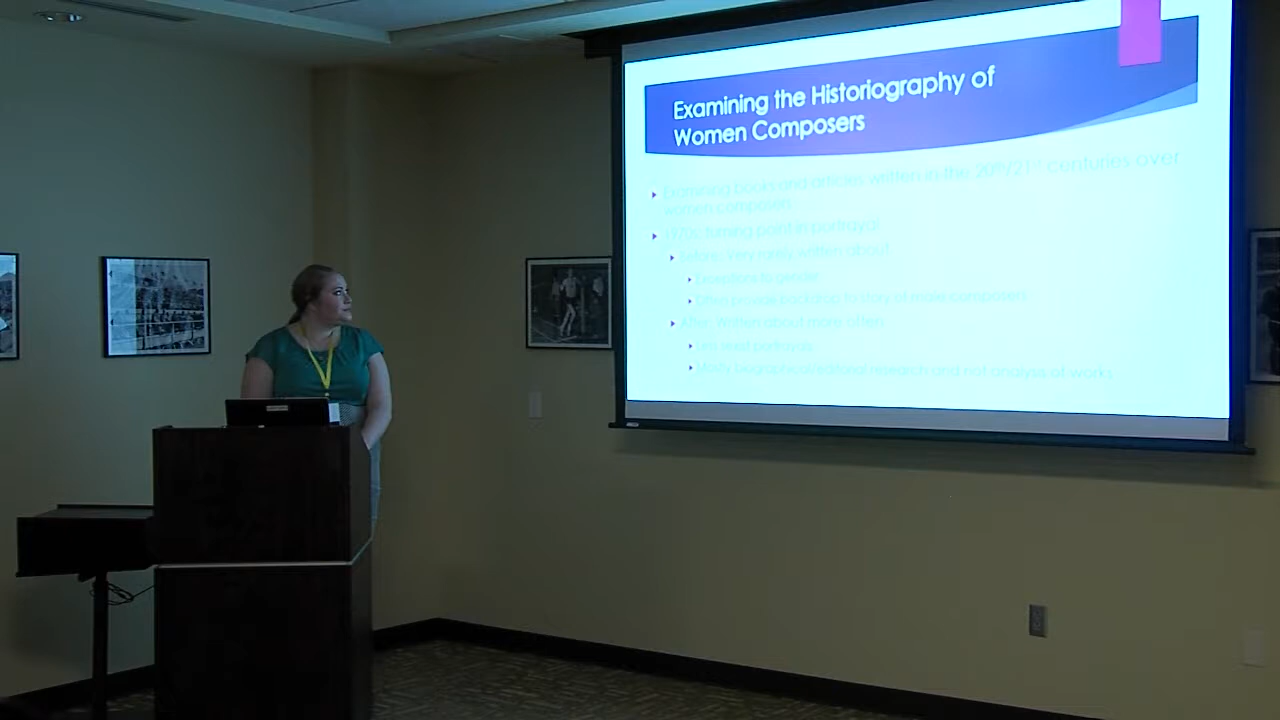 Examining the Historiography of
Women Composers
Examining books and articles written in the 20th/21st centuries over
women composers
1970s: turning point in portrayal
Before: Very rarely written about
Exceptions to gender
Often provide backdrop to story of male composers
After: Written about more often
portrayals
Mostly biographical/editorial research and not analysis of works